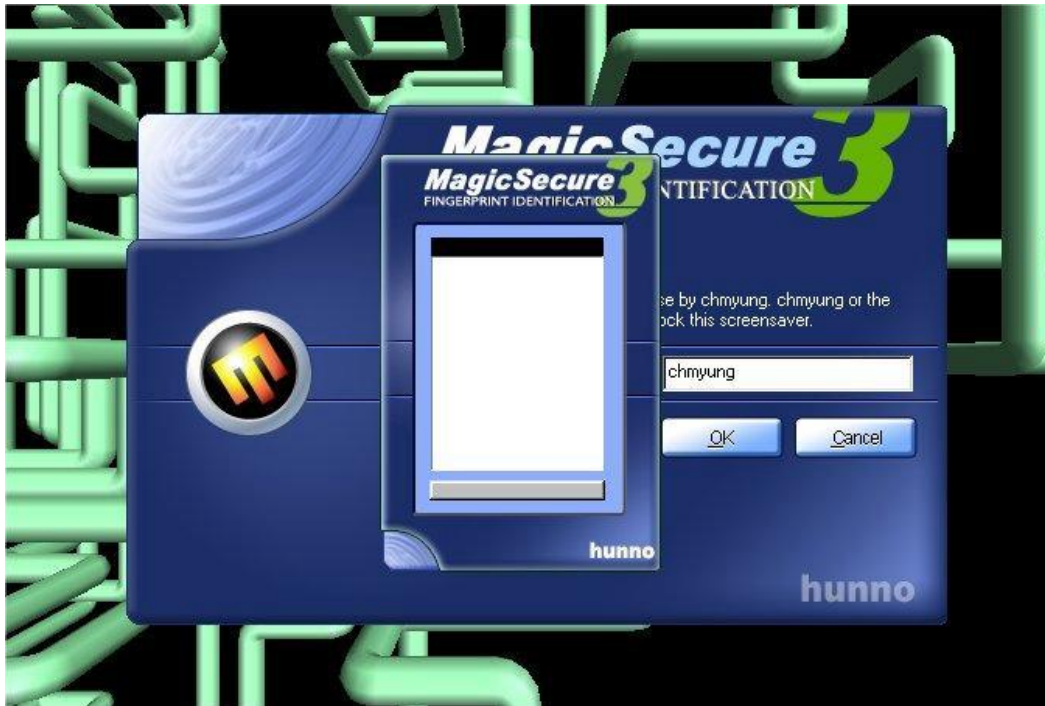 MagicSecure 3
NTIFICATION
MagicSecure 3
FINGERPRINT IDENTIFICATION
se by chmyung. chmyung or the
ock this screensaver.
chmyung
OK Cancel
hunno
hunno